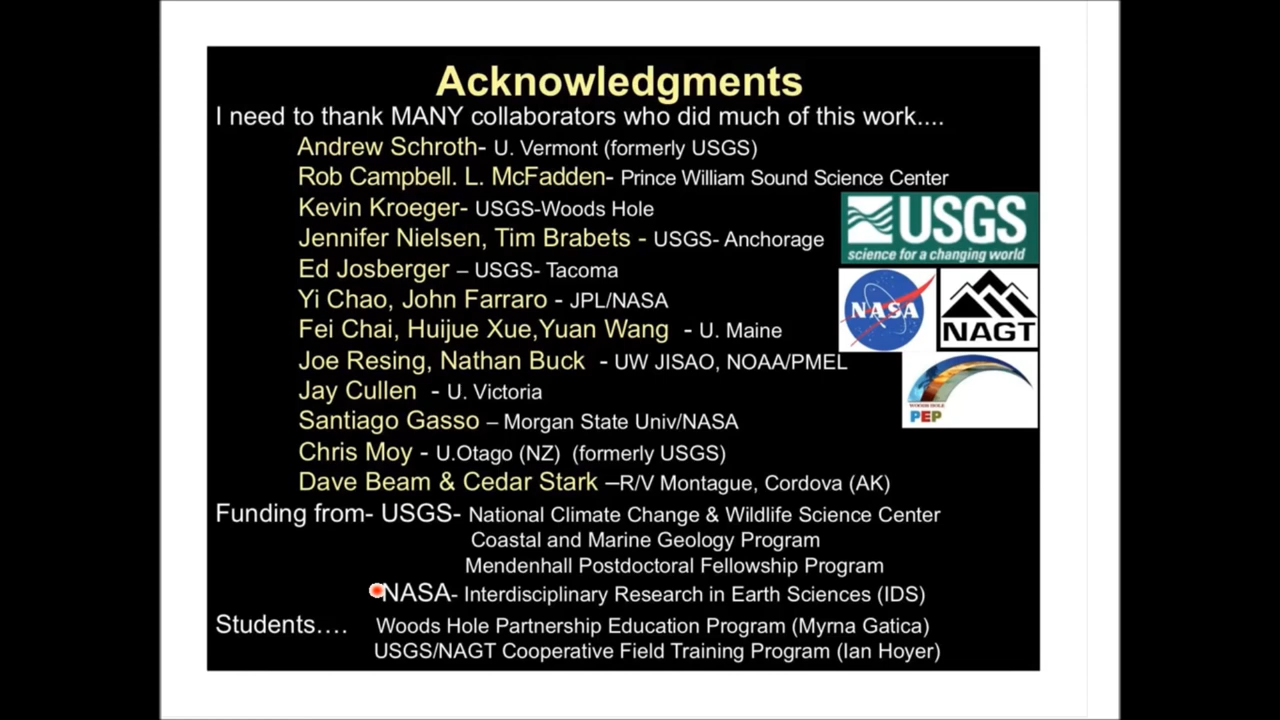 Acknowledgments
I need to thank MANY collaborators who did much of this work....
Andrew Schroth- U. Vermont (formerly USGS)
Rob Campbell. L. McFadden- Prince William Sound Science Center
Kevin Kroeger- USGS-Woods Hole
Jennifer Nielsen, Tim Brabets - USGS- Anchorage
Ed Josberger – USGS- Tacoma
Yi Chao, John Farraro - JPL/NASA
Fei Chai, Huijue Xue,Yuan Wang - U. Maine
Joe Resing, Nathan Buck - UW JISAO, NOAA/PMEL
Jay Cullen - U. Victoria
Santiago Gasso – Morgan State Univ/NASA
Chris Moy - U.Otago (NZ) (formerly USGS)
Dave Beam & Cedar Stark –R/V Montague, Cordova (AK)
USGS
science for a changing world
NASA
NAGT
WOODS HOLE
PEP
Funding from- USGS- National Climate Change & Wildlife Science Center
Coastal and Marine Geology Program
Mendenhall Postdoctoral Fellowship Program
NASA- Interdisciplinary Research in Earth Sciences (IDS)
Students.... Woods Hole Partnership Education Program (Myrna Gatica)
USGS/NAGT Cooperative Field Training Program (Ian Hoyer)